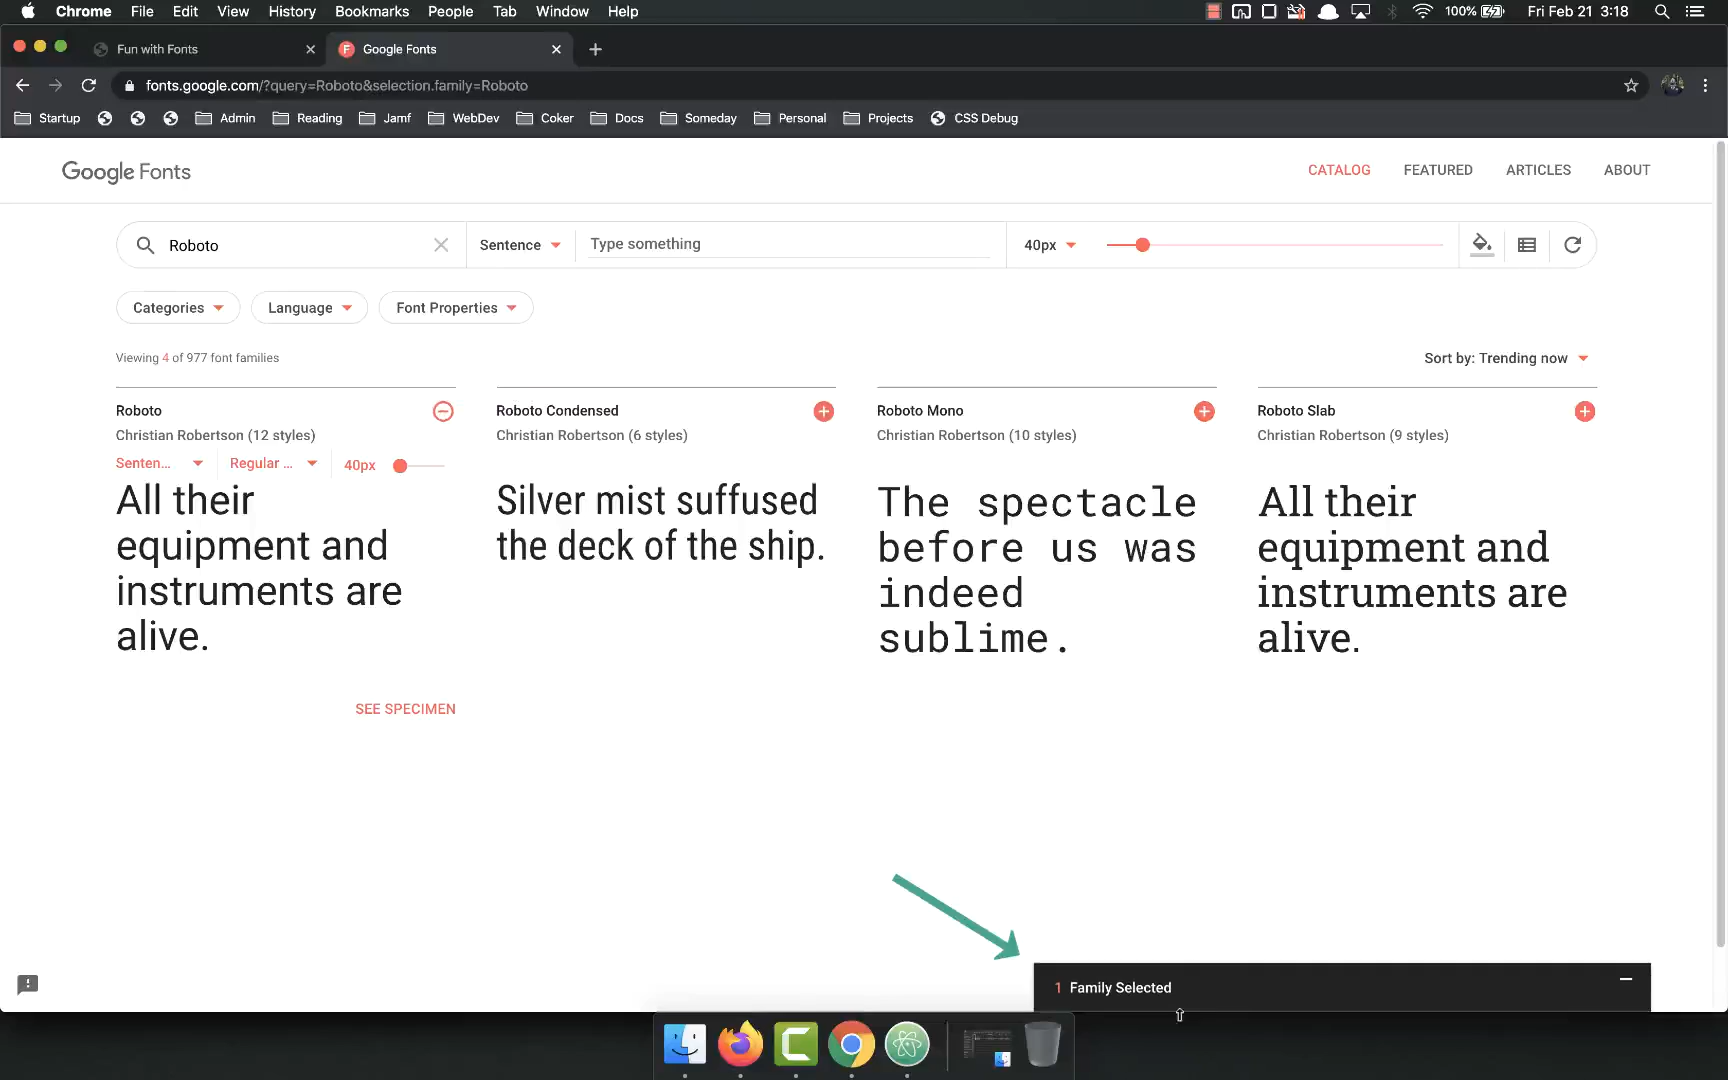 Chrome File Edit View History Bookmarks People Tab Window Help
100% Fri Feb 21 3:18
Fun with Fonts
F Google Fonts
fonts.google.com/?query=Roboto&selection.family=Roboto
Startup Admin Reading Jamf WebDev Coker Docs Someday Personal Projects CSS Debug
Google Fonts
CATALOG FEATURED ARTICLES ABOUT
Roboto
Sentence Type something 40px
Categories Language Font Properties
Viewing 4 of 977 font families
Sort by: Trending now
Roboto
Christian Robertson (12 styles)
Senten... Regular ... 40px
All their
equipment and
instruments are
alive.
SEE SPECIMEN
Roboto Condensed
Christian Robertson (6 styles)
Silver mist suffused
the deck of the ship.
Roboto Mono
Christian Robertson (10 styles)
The spectacle
before us was
indeed
sublime.
Roboto Slab
Christian Robertson (9 styles)
All their
equipment and
instruments are
alive.
1 Family Selected